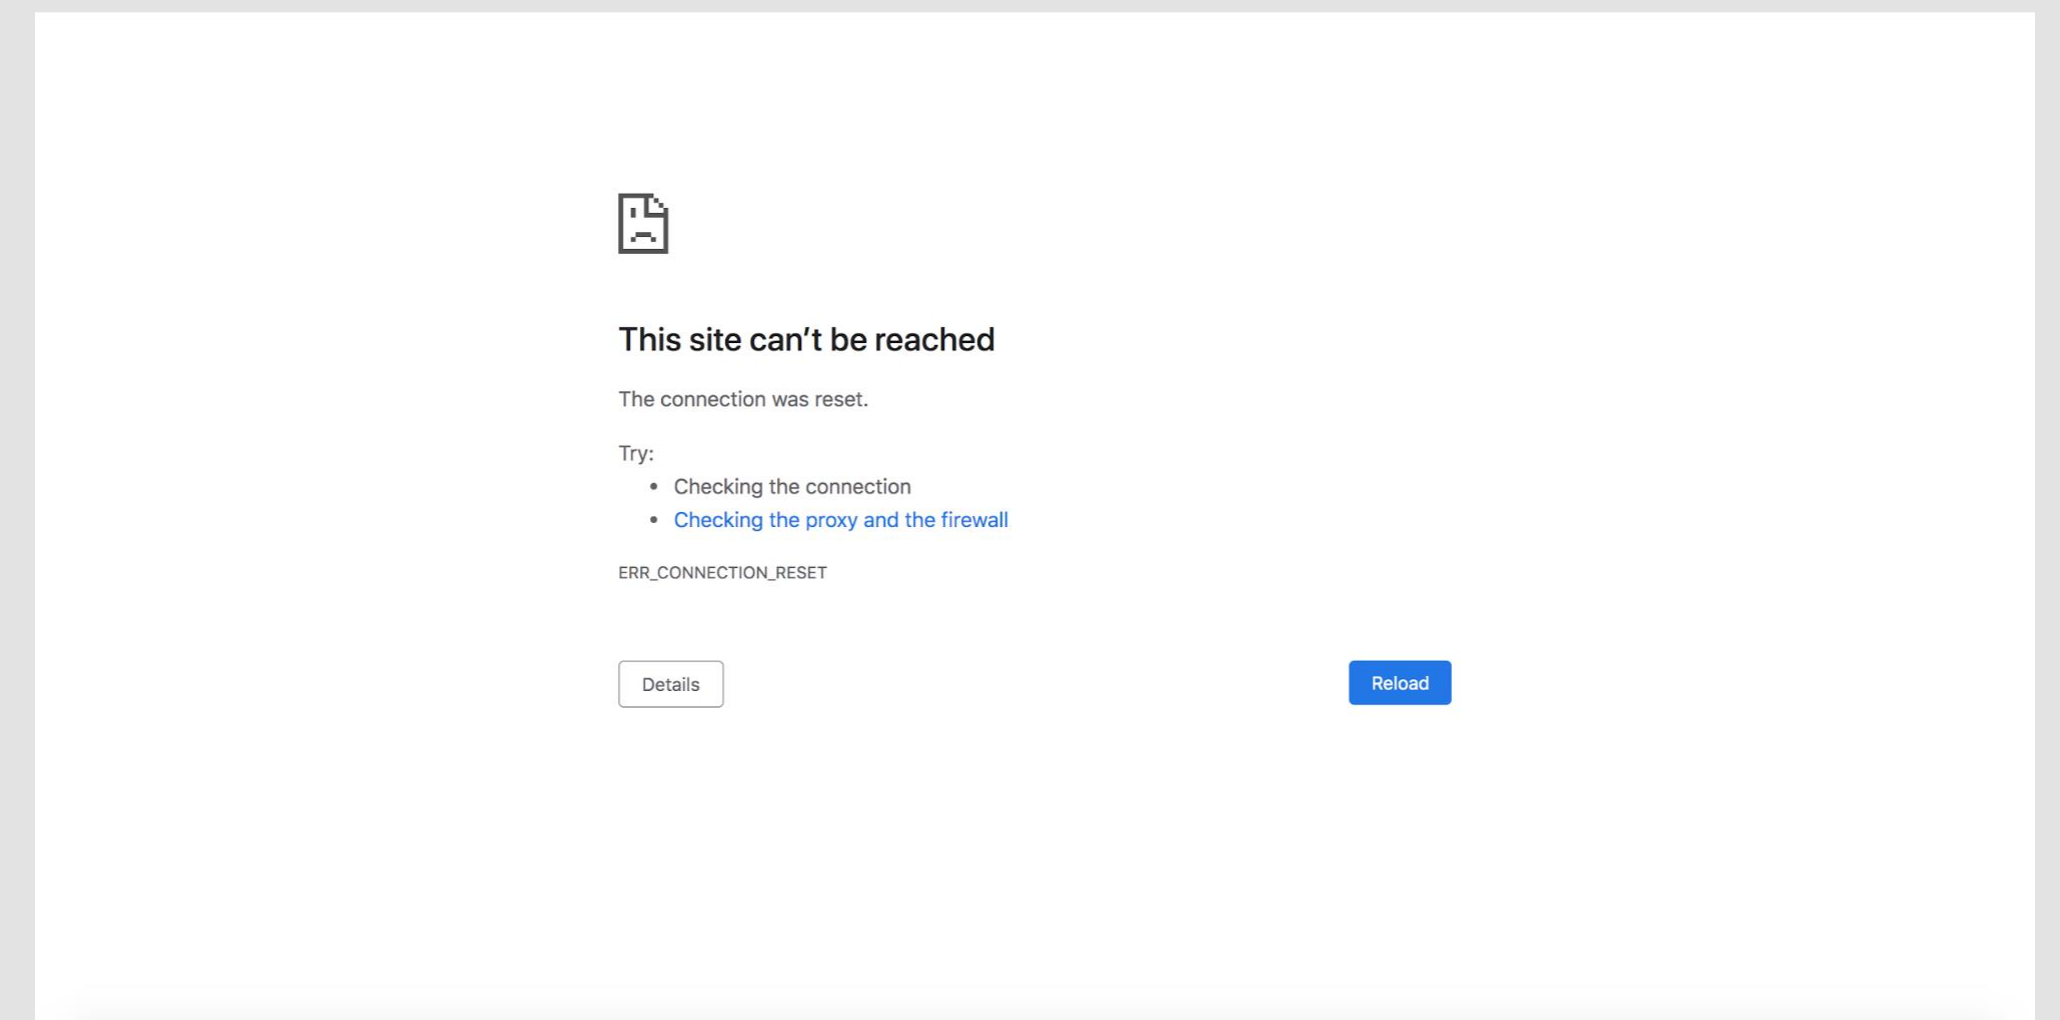 This site can’t be reached
The connection was reset.
Try:
• Checking the connection
• Checking the proxy and the firewall
ERR_CONNECTION_RESET
Details
Reload